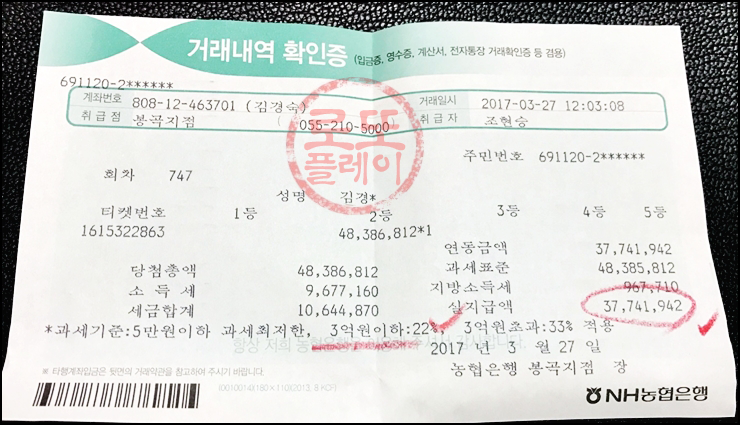 거래내역 확인증 (입금증, 영수증, 계산서, 전자통장 거래확인증 등 겸용)
691120-2******
계좌번호 808-12-463701 (김경숙) 거래일시 2017-03-27 12:03:08
취급점 봉곡지점 ( 055-210-5000 취급자 조현승
로또
플레이
주민번호 691120-2******
회차 747
성명 김경*
티켓번호 1등 2등 3등 4등 5등
1615322863 48,386,812*1
연동금액 37,741,942
당첨총액 48,386,812 과세표준 48,385,812
소 득 세 9,677,160 지방소득세 967,710
세금합계 10,644,870 실지급액 37,741,942
*과세기준:5만원이하 과세최저한, 3억원이하:22%, 3억원초과:33% 적용
항상 저희 농협은행
2017 년 3 월 27 일
농협은행 봉곡지점 장
※ 타행계좌입금은 뒷면의 거래약관을 참고하여 주시기 바랍니다.
NH농협은행